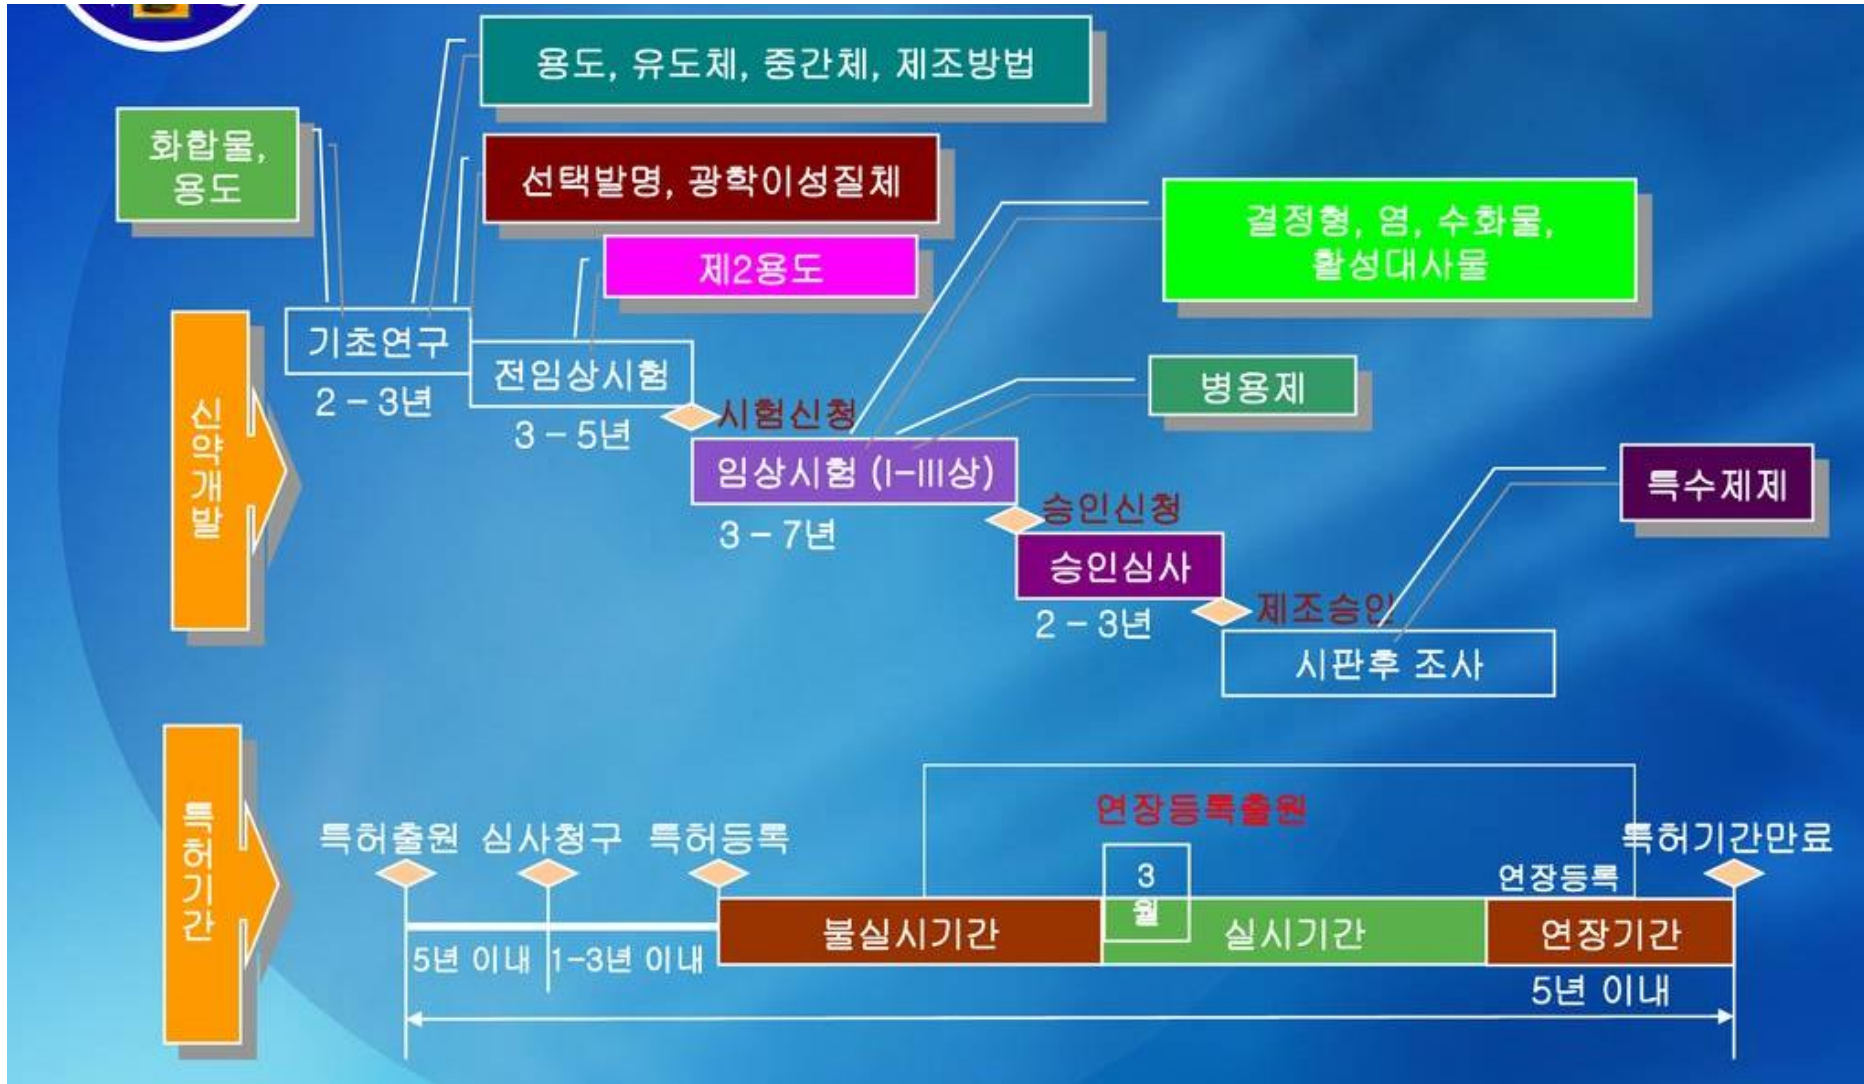 용도, 유도체, 중간체, 제조방법
화합물,
용도
선택발명, 광학이성질체
결정형, 염, 수화물,
활성대사물
제2용도
신약개발
기초연구
2 – 3년
전임상시험
3 – 5년
병용제
시험신청
임상시험 (I–III상)
3 – 7년
특수제제
승인신청
승인심사
2 – 3년
제조승인
시판후 조사
특허기간
특허출원
심사청구
특허등록
연장등록출원
특허기간만료
3
월
연장등록
불실시기간
실시기간
연장기간
5년 이내
1–3년 이내
5년 이내